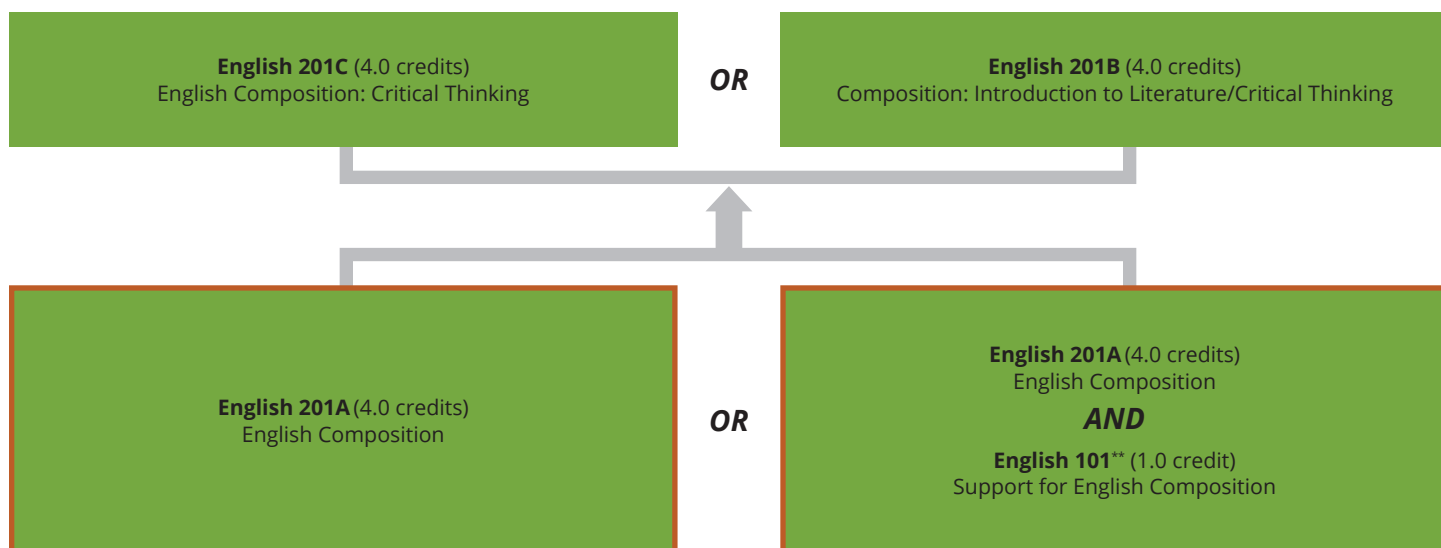 English 201C (4.0 credits)
English Composition: Critical Thinking
OR
English 201B (4.0 credits)
Composition: Introduction to Literature/Critical Thinking
English 201A (4.0 credits)
English Composition
OR
English 201A (4.0 credits)
English Composition
AND
English 101** (1.0 credit)
Support for English Composition